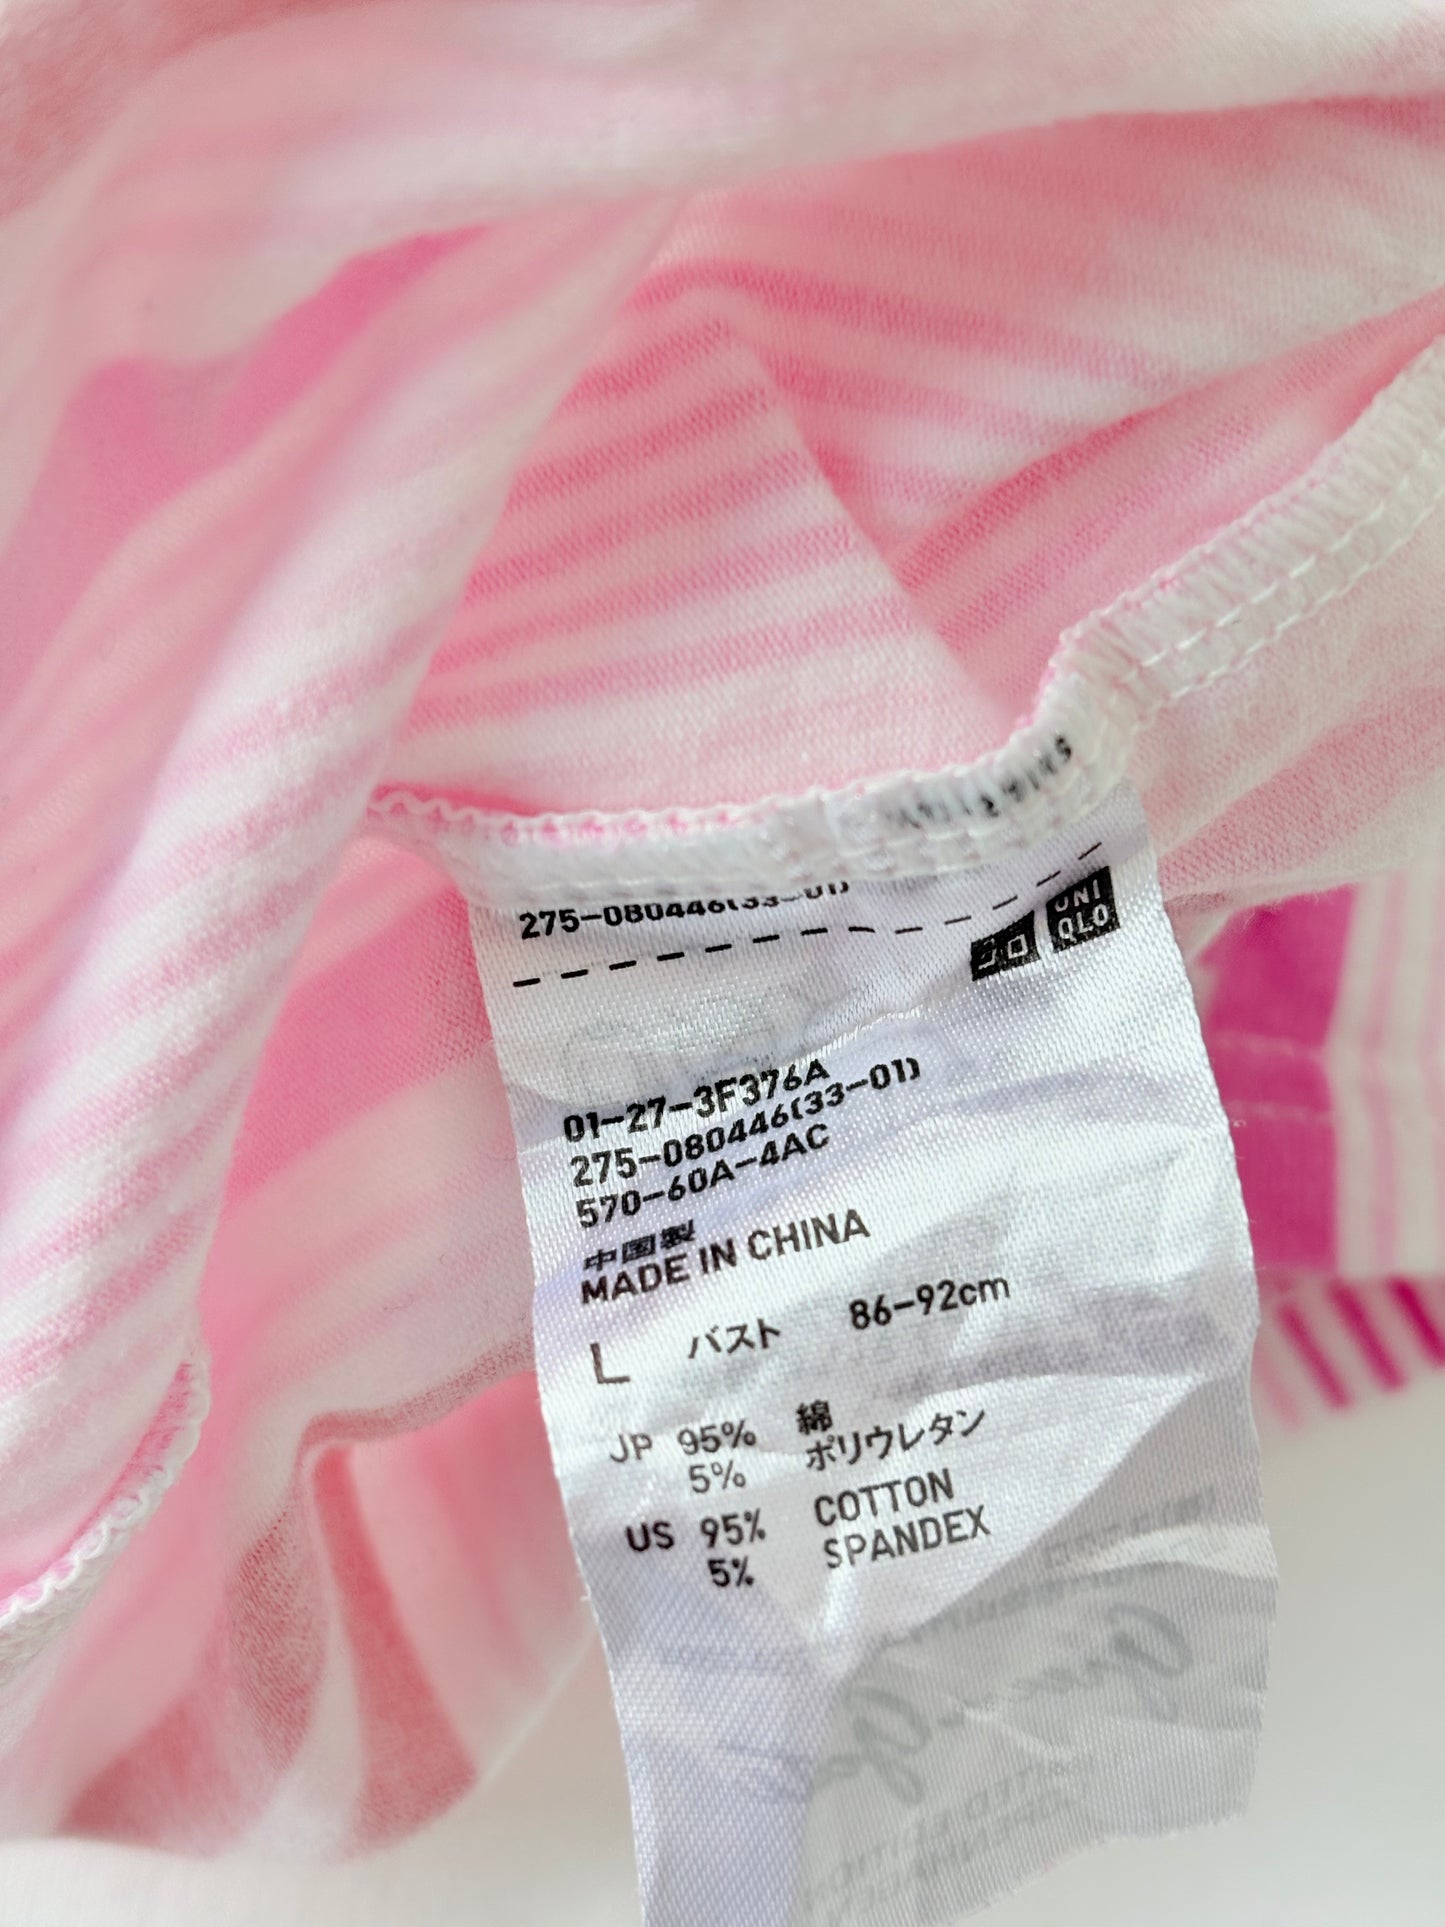 275-080446(33-01)
ユニ
クロ
UNI
QLO
01-27-3F376A
275-080446(33-01)
570-60A-4AC
中国製
MADE IN CHINA
L バスト 86-92cm
JP 95% 綿
5% ポリウレタン
US 95% COTTON
5% SPANDEX